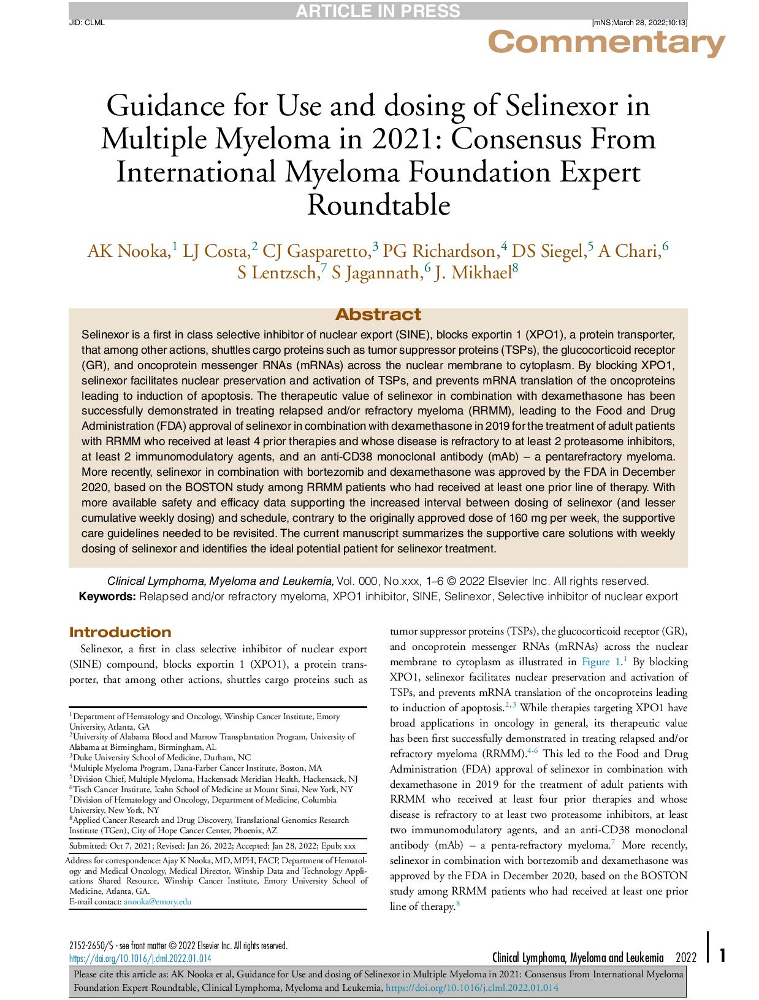 ARTICLE IN PRESS
JID: CLML
[mNS;March 28, 2022;10:13]
Commentary
Guidance for Use and dosing of Selinexor in
Multiple Myeloma in 2021: Consensus From
International Myeloma Foundation Expert
Roundtable
AK Nooka,1 LJ Costa,2 CJ Gasparetto,3 PG Richardson,4 DS Siegel,5 A Chari,6
S Lentzsch,7 S Jagannath,6 J. Mikhael8
Abstract
Selinexor is a first in class selective inhibitor of nuclear export (SINE), blocks exportin 1 (XPO1), a protein transporter,
that among other actions, shuttles cargo proteins such as tumor suppressor proteins (TSPs), the glucocorticoid receptor
(GR), and oncoprotein messenger RNAs (mRNAs) across the nuclear membrane to cytoplasm. By blocking XPO1,
selinexor facilitates nuclear preservation and activation of TSPs, and prevents mRNA translation of the oncoproteins
leading to induction of apoptosis. The therapeutic value of selinexor in combination with dexamethasone has been
successfully demonstrated in treating relapsed and/or refractory myeloma (RRMM), leading to the Food and Drug
Administration (FDA) approval of selinexor in combination with dexamethasone in 2019 for the treatment of adult patients
with RRMM who received at least 4 prior therapies and whose disease is refractory to at least 2 proteasome inhibitors,
at least 2 immunomodulatory agents, and an anti-CD38 monoclonal antibody (mAb) – a pentarefractory myeloma.
More recently, selinexor in combination with bortezomib and dexamethasone was approved by the FDA in December
2020, based on the BOSTON study among RRMM patients who had received at least one prior line of therapy. With
more available safety and efficacy data supporting the increased interval between dosing of selinexor (and lesser
cumulative weekly dosing) and schedule, contrary to the originally approved dose of 160 mg per week, the supportive
care guidelines needed to be revisited. The current manuscript summarizes the supportive care solutions with weekly
dosing of selinexor and identifies the ideal potential patient for selinexor treatment.
Clinical Lymphoma, Myeloma and Leukemia, Vol. 000, No.xxx, 1–6 © 2022 Elsevier Inc. All rights reserved.
Keywords: Relapsed and/or refractory myeloma, XPO1 inhibitor, SINE, Selinexor, Selective inhibitor of nuclear export
Introduction
Selinexor, a first in class selective inhibitor of nuclear export
(SINE) compound, blocks exportin 1 (XPO1), a protein trans-
porter, that among other actions, shuttles cargo proteins such as
1Department of Hematology and Oncology, Winship Cancer Institute, Emory
University, Atlanta, GA
2University of Alabama Blood and Marrow Transplantation Program, University of
Alabama at Birmingham, Birmingham, AL
3Duke University School of Medicine, Durham, NC
4Multiple Myeloma Program, Dana-Farber Cancer Institute, Boston, MA
5Division Chief, Multiple Myeloma, Hackensack Meridian Health, Hackensack, NJ
6Tisch Cancer Institute, Icahn School of Medicine at Mount Sinai, New York, NY
7Division of Hematology and Oncology, Department of Medicine, Columbia
University, New York, NY
8Applied Cancer Research and Drug Discovery, Translational Genomics Research
Institute (TGen), City of Hope Cancer Center, Phoenix, AZ
Submitted: Oct 7, 2021; Revised: Jan 26, 2022; Accepted: Jan 28, 2022; Epub: xxx
Address for correspondence: Ajay K Nooka, MD, MPH, FACP, Department of Hematol-
ogy and Medical Oncology, Medical Director, Winship Data and Technology Appli-
cations Shared Resource, Winship Cancer Institute, Emory University School of
Medicine, Atlanta, GA.
E-mail contact: anooka@emory.edu
tumor suppressor proteins (TSPs), the glucocorticoid receptor (GR),
and oncoprotein messenger RNAs (mRNAs) across the nuclear
membrane to cytoplasm as illustrated in Figure 1.1 By blocking
XPO1, selinexor facilitates nuclear preservation and activation of
TSPs, and prevents mRNA translation of the oncoproteins leading
to induction of apoptosis.2,3 While therapies targeting XPO1 have
broad applications in oncology in general, its therapeutic value
has been first successfully demonstrated in treating relapsed and/or
refractory myeloma (RRMM).4-6 This led to the Food and Drug
Administration (FDA) approval of selinexor in combination with
dexamethasone in 2019 for the treatment of adult patients with
RRMM who received at least four prior therapies and whose
disease is refractory to at least two proteasome inhibitors, at least
two immunomodulatory agents, and an anti-CD38 monoclonal
antibody (mAb) – a penta-refractory myeloma.7 More recently,
selinexor in combination with bortezomib and dexamethasone was
approved by the FDA in December 2020, based on the BOSTON
study among RRMM patients who had received at least one prior
line of therapy.8
2152-2650/$ - see front matter © 2022 Elsevier Inc. All rights reserved.
https://doi.org/10.1016/j.clml.2022.01.014
Clinical Lymphoma, Myeloma and Leukemia 2022 1
Please cite this article as: AK Nooka et al, Guidance for Use and dosing of Selinexor in Multiple Myeloma in 2021: Consensus From International Myeloma
Foundation Expert Roundtable, Clinical Lymphoma, Myeloma and Leukemia, https://doi.org/10.1016/j.clml.2022.01.014